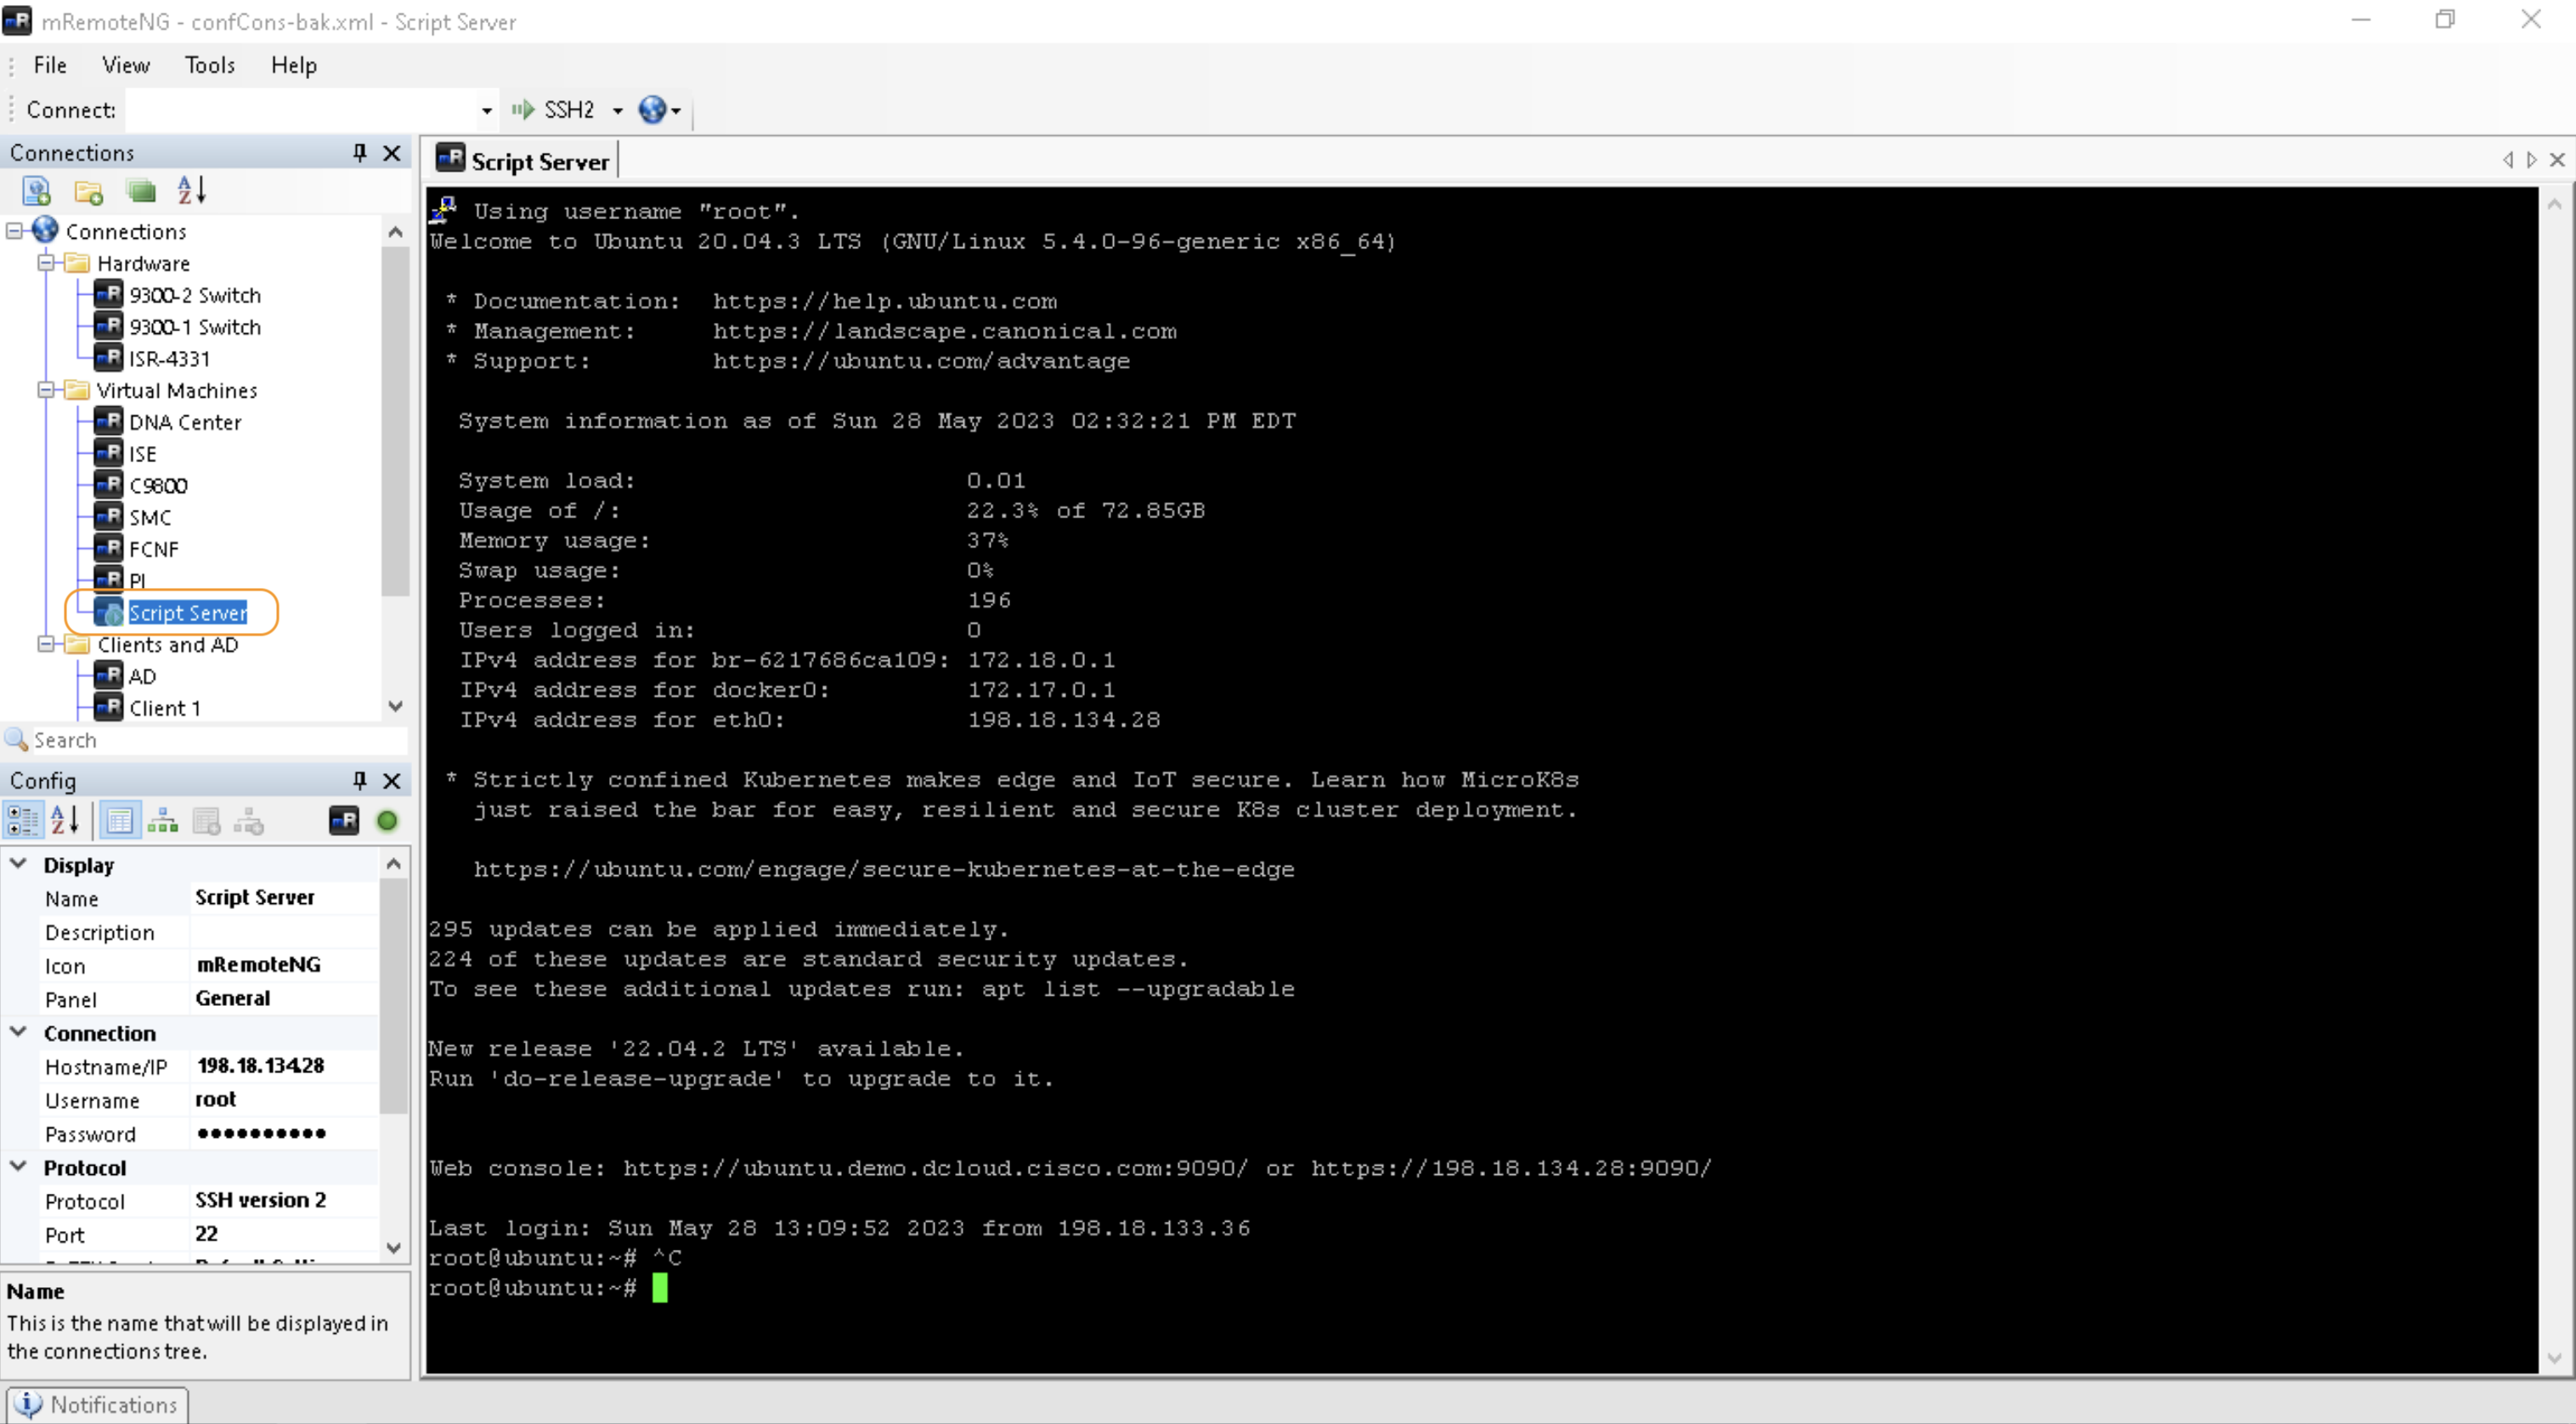 mRemoteNG - confCons-bak.xml - Script Server
File View Tools Help
Connect: SSH2
Connections
Connections
Hardware
9300-2 Switch
9300-1 Switch
ISR-4331
Virtual Machines
DNA Center
ISE
C9800
SMC
FCNF
PI
Script Server
Clients and AD
AD
Client 1
Search
Config
Display
Name Script Server
Description
Icon mRemoteNG
Panel General
Connection
Hostname/IP 198.18.134.28
Username root
Password ●●●●●●●●●●
Protocol
Protocol SSH version 2
Port 22
Name
This is the name that will be displayed in
the connections tree.
Notifications
Script Server
Using username "root".
Welcome to Ubuntu 20.04.3 LTS (GNU/Linux 5.4.0-96-generic x86_64)
* Documentation: https://help.ubuntu.com
* Management: https://landscape.canonical.com
* Support: https://ubuntu.com/advantage
System information as of Sun 28 May 2023 02:32:21 PM EDT
System load: 0.01
Usage of /: 22.3% of 72.85GB
Memory usage: 37%
Swap usage: 0%
Processes: 196
Users logged in: 0
IPv4 address for br-6217686ca109: 172.18.0.1
IPv4 address for docker0: 172.17.0.1
IPv4 address for eth0: 198.18.134.28
* Strictly confined Kubernetes makes edge and IoT secure. Learn how MicroK8s
just raised the bar for easy, resilient and secure K8s cluster deployment.
https://ubuntu.com/engage/secure-kubernetes-at-the-edge
295 updates can be applied immediately.
224 of these updates are standard security updates.
To see these additional updates run: apt list --upgradable
New release '22.04.2 LTS' available.
Run 'do-release-upgrade' to upgrade to it.
Web console: https://ubuntu.demo.dcloud.cisco.com:9090/ or https://198.18.134.28:9090/
Last login: Sun May 28 13:09:52 2023 from 198.18.133.36
root@ubuntu:~# ^C
root@ubuntu:~#